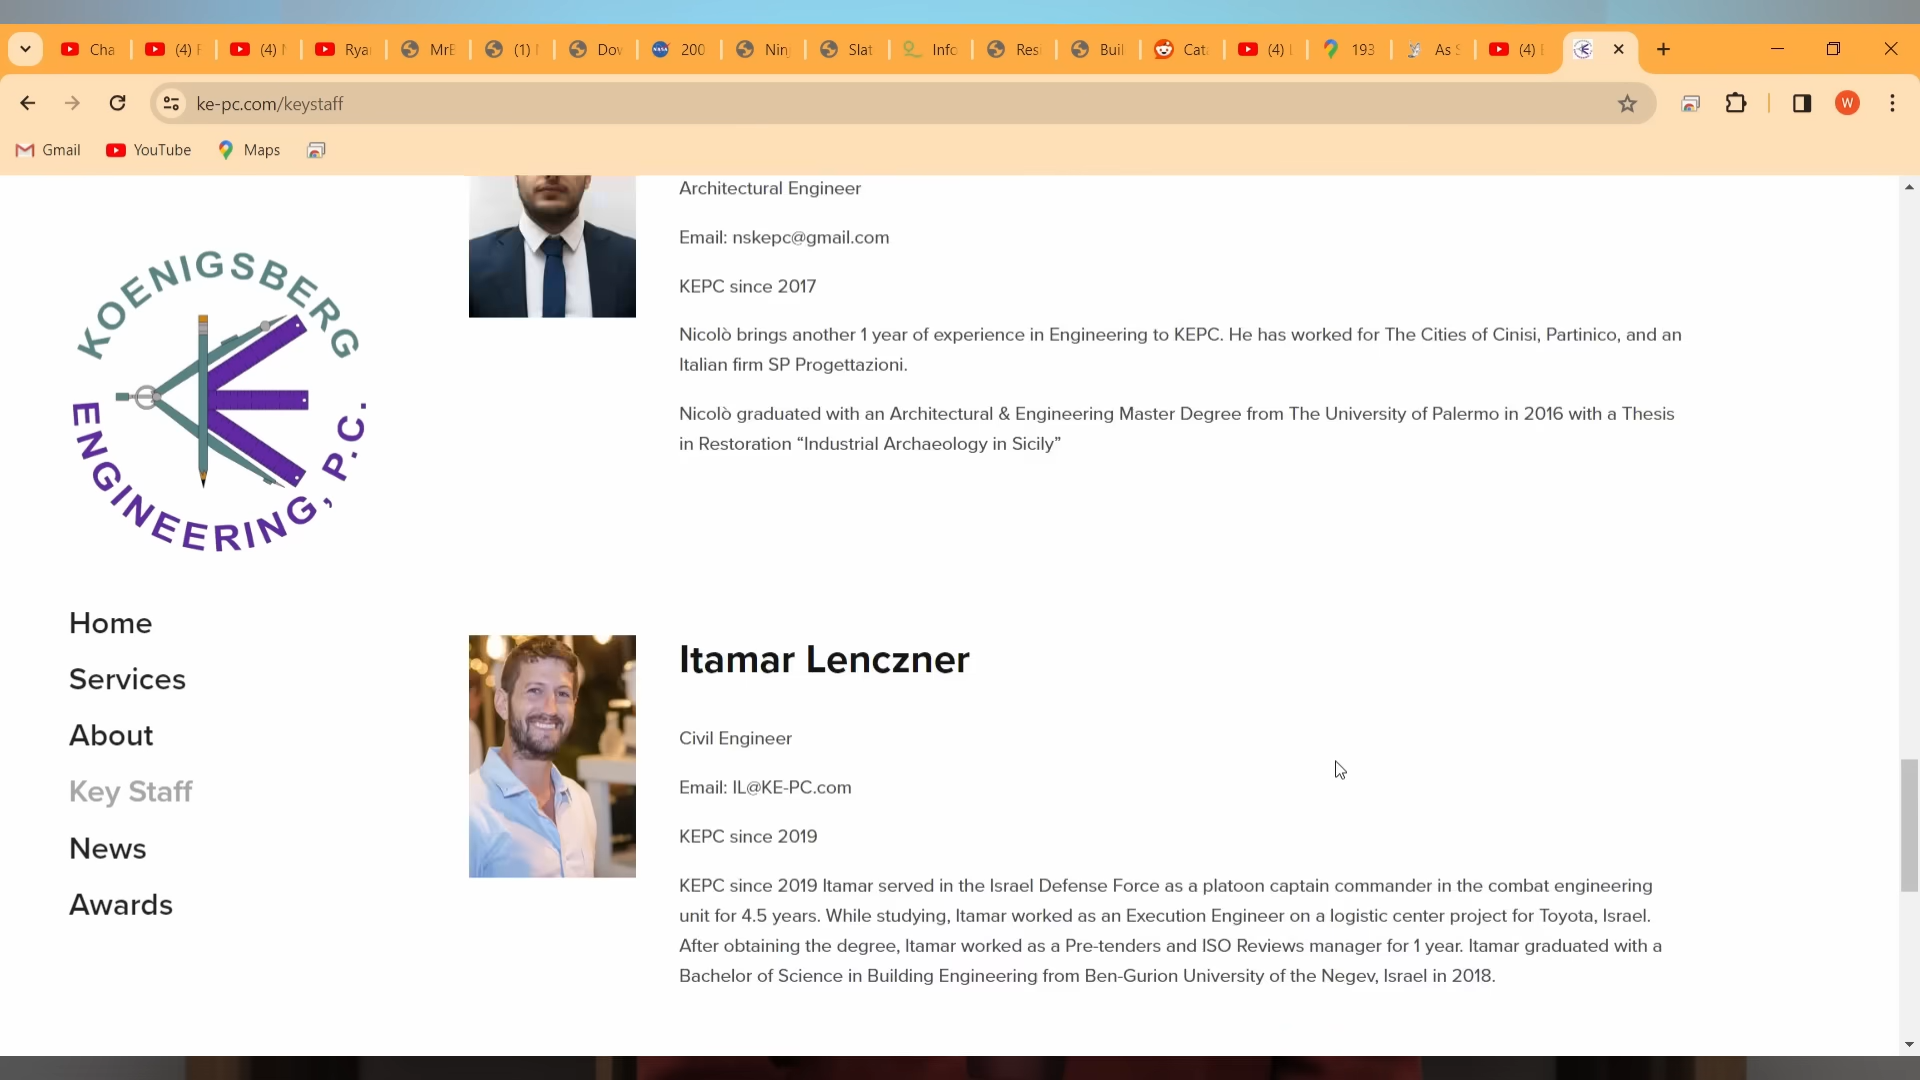 Cha
(4)
(4)
Rya
MrB
(1)
Dow
200
Nin
Slat
Info
Res
Buil
Cat
(4)
193
As S
(4)
ke-pc.com/keystaff
W
Gmail
YouTube
Maps
KOENIGSBERG
ENGINEERING, P.C.
Home
Services
About
Key Staff
News
Awards
Architectural Engineer
Email: nskepc@gmail.com
KEPC since 2017
Nicolò brings another 1 year of experience in Engineering to KEPC. He has worked for The Cities of Cinisi, Partinico, and an
Italian firm SP Progettazioni.
Nicolò graduated with an Architectural & Engineering Master Degree from The University of Palermo in 2016 with a Thesis
in Restoration “Industrial Archaeology in Sicily”
Itamar Lenczner
Civil Engineer
Email: IL@KE-PC.com
KEPC since 2019
KEPC since 2019 Itamar served in the Israel Defense Force as a platoon captain commander in the combat engineering
unit for 4.5 years. While studying, Itamar worked as an Execution Engineer on a logistic center project for Toyota, Israel.
After obtaining the degree, Itamar worked as a Pre-tenders and ISO Reviews manager for 1 year. Itamar graduated with a
Bachelor of Science in Building Engineering from Ben-Gurion University of the Negev, Israel in 2018.